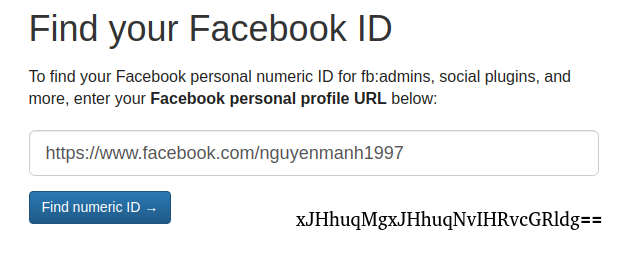 Find your Facebook ID
To find your Facebook personal numeric ID for fb:admins, social plugins, and
more, enter your Facebook personal profile URL below:
https://www.facebook.com/nguyenmanh1997
Find numeric ID →
xJHhuqMgxJHhuqNvIHRvcGRldg==